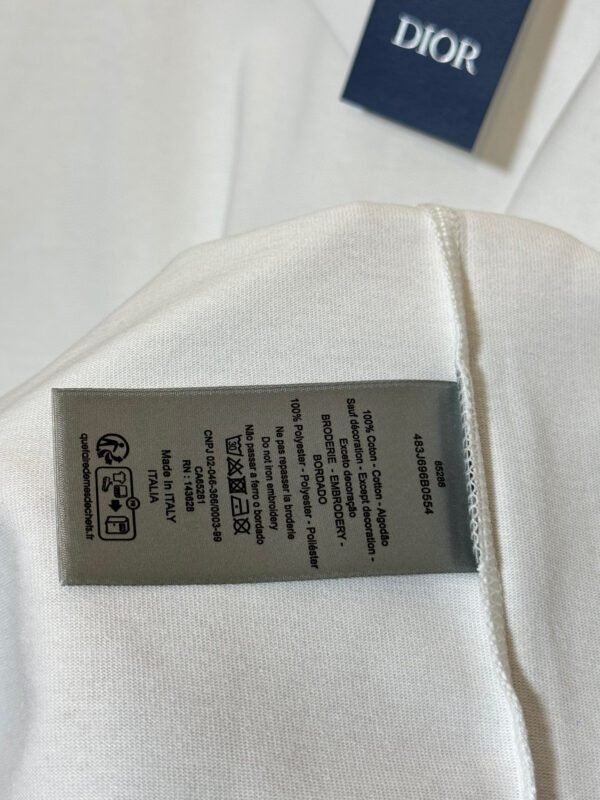 DIOR
85286
483J696B0554
100% Coton - Cotton - Algodão
Sauf décoration - Except decoration -
Exceto decoração
BRODERIE - EMBROIDERY -
BORDADO
100% Polyester - Polyester - Poliéster
Ne pas repasser la broderie
Do not iron embroidery
Não passar a ferro o bordado
30
CNPJ 02-046-366/0003-99
CA65281
RN : 143628
Made In ITALY
ITALIA
quefairedemesdechets.fr